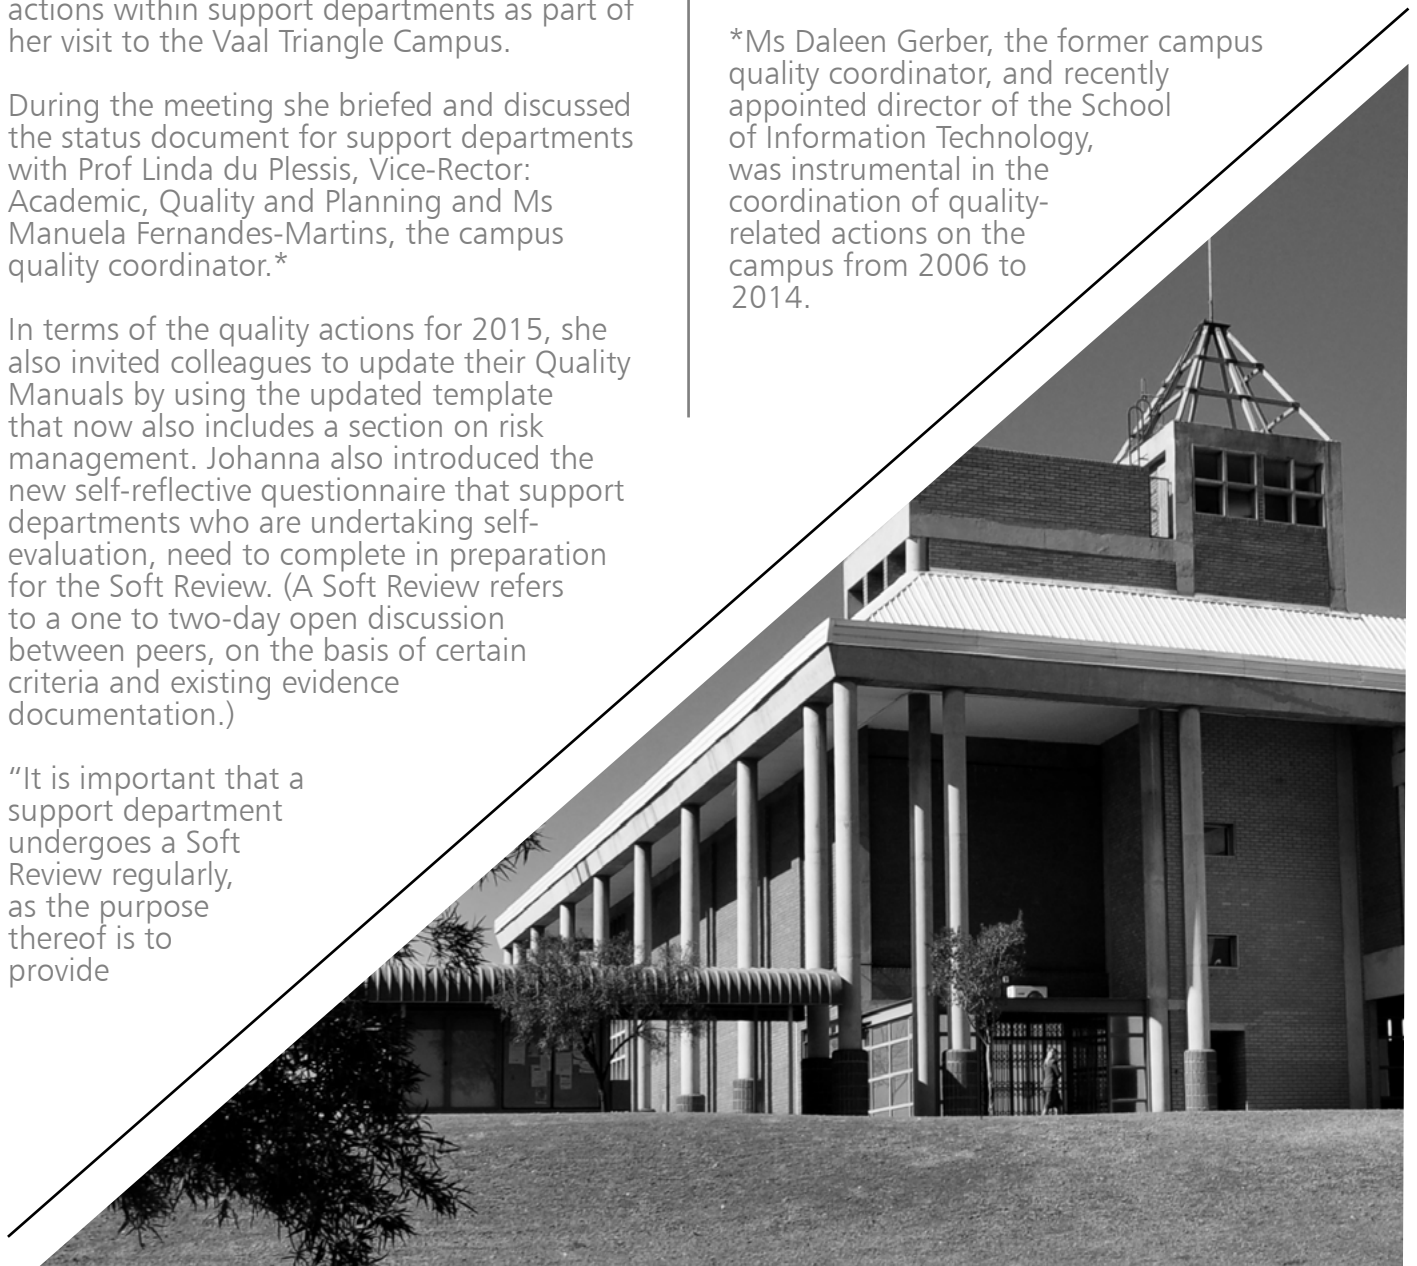 actions within support departments as part of
her visit to the Vaal Triangle Campus.
During the meeting she briefed and discussed
the status document for support departments
with Prof Linda du Plessis, Vice-Rector:
Academic, Quality and Planning and Ms
Manuela Fernandes-Martins, the campus
quality coordinator.*
In terms of the quality actions for 2015, she
also invited colleagues to update their Quality
Manuals by using the updated template
that now also includes a section on risk
management. Johanna also introduced the
new self-reflective questionnaire that support
departments who are undertaking self-
evaluation, need to complete in preparation
for the Soft Review. (A Soft Review refers
to a one to two-day open discussion
between peers, on the basis of certain
criteria and existing evidence
documentation.)
“It is important that a
support department
undergoes a Soft
Review regularly,
as the purpose
thereof is to
provide
*Ms Daleen Gerber, the former campus
quality coordinator, and recently
appointed director of the School
of Information Technology,
was instrumental in the
coordination of quality-
related actions on the
campus from 2006 to
2014.